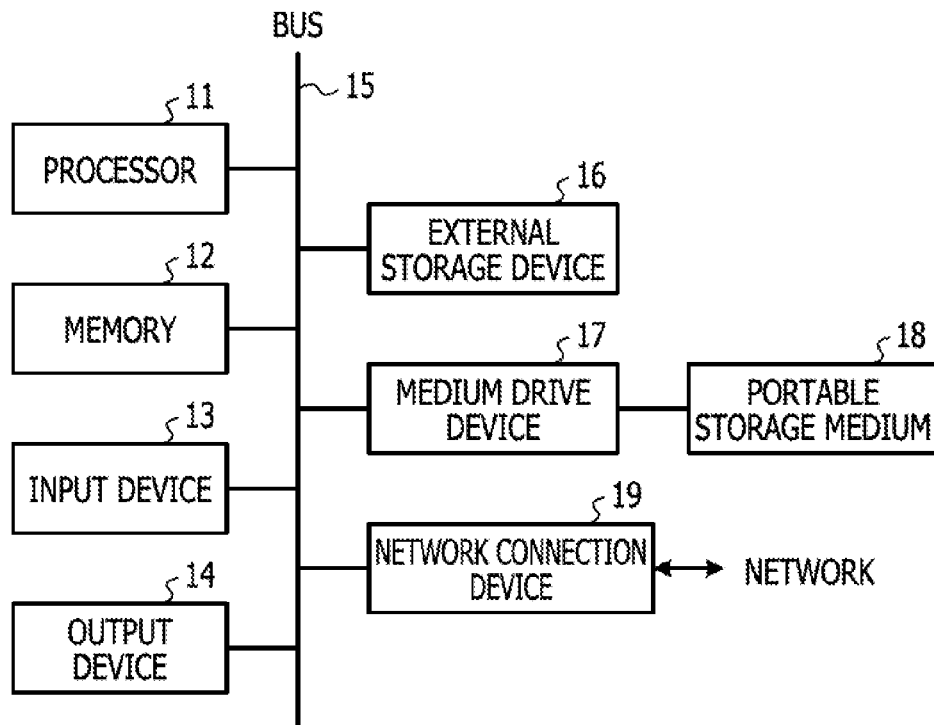 BUS
15
11
PROCESSOR
16
EXTERNAL
STORAGE DEVICE
12
MEMORY
17
MEDIUM DRIVE
DEVICE
18
PORTABLE
STORAGE MEDIUM
13
INPUT DEVICE
19
NETWORK CONNECTION
DEVICE
NETWORK
14
OUTPUT
DEVICE